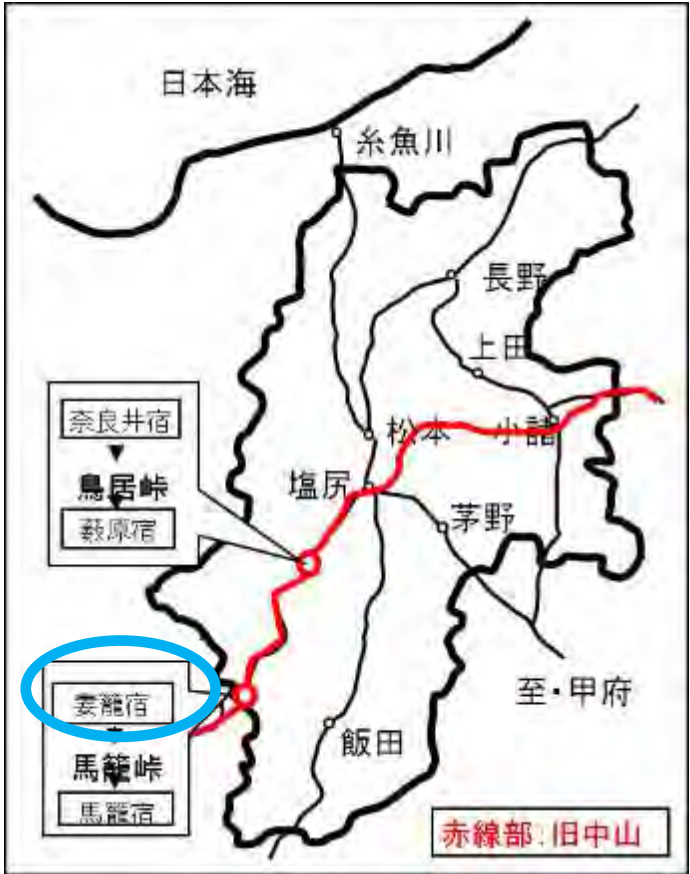 日本海
糸魚川
長野
上田
奈良井宿
松本
小諸
鳥居峠
塩尻
茅野
藪原宿
妻籠宿
至・甲府
飯田
馬籠峠
馬籠宿
赤線部:旧中山